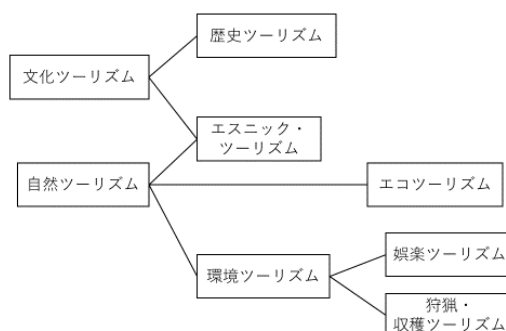 歴史ツーリズム
文化ツーリズム
エスニック・
ツーリズム
自然ツーリズム
エコツーリズム
娯楽ツーリズム
環境ツーリズム
狩猟・
収穫ツーリズム